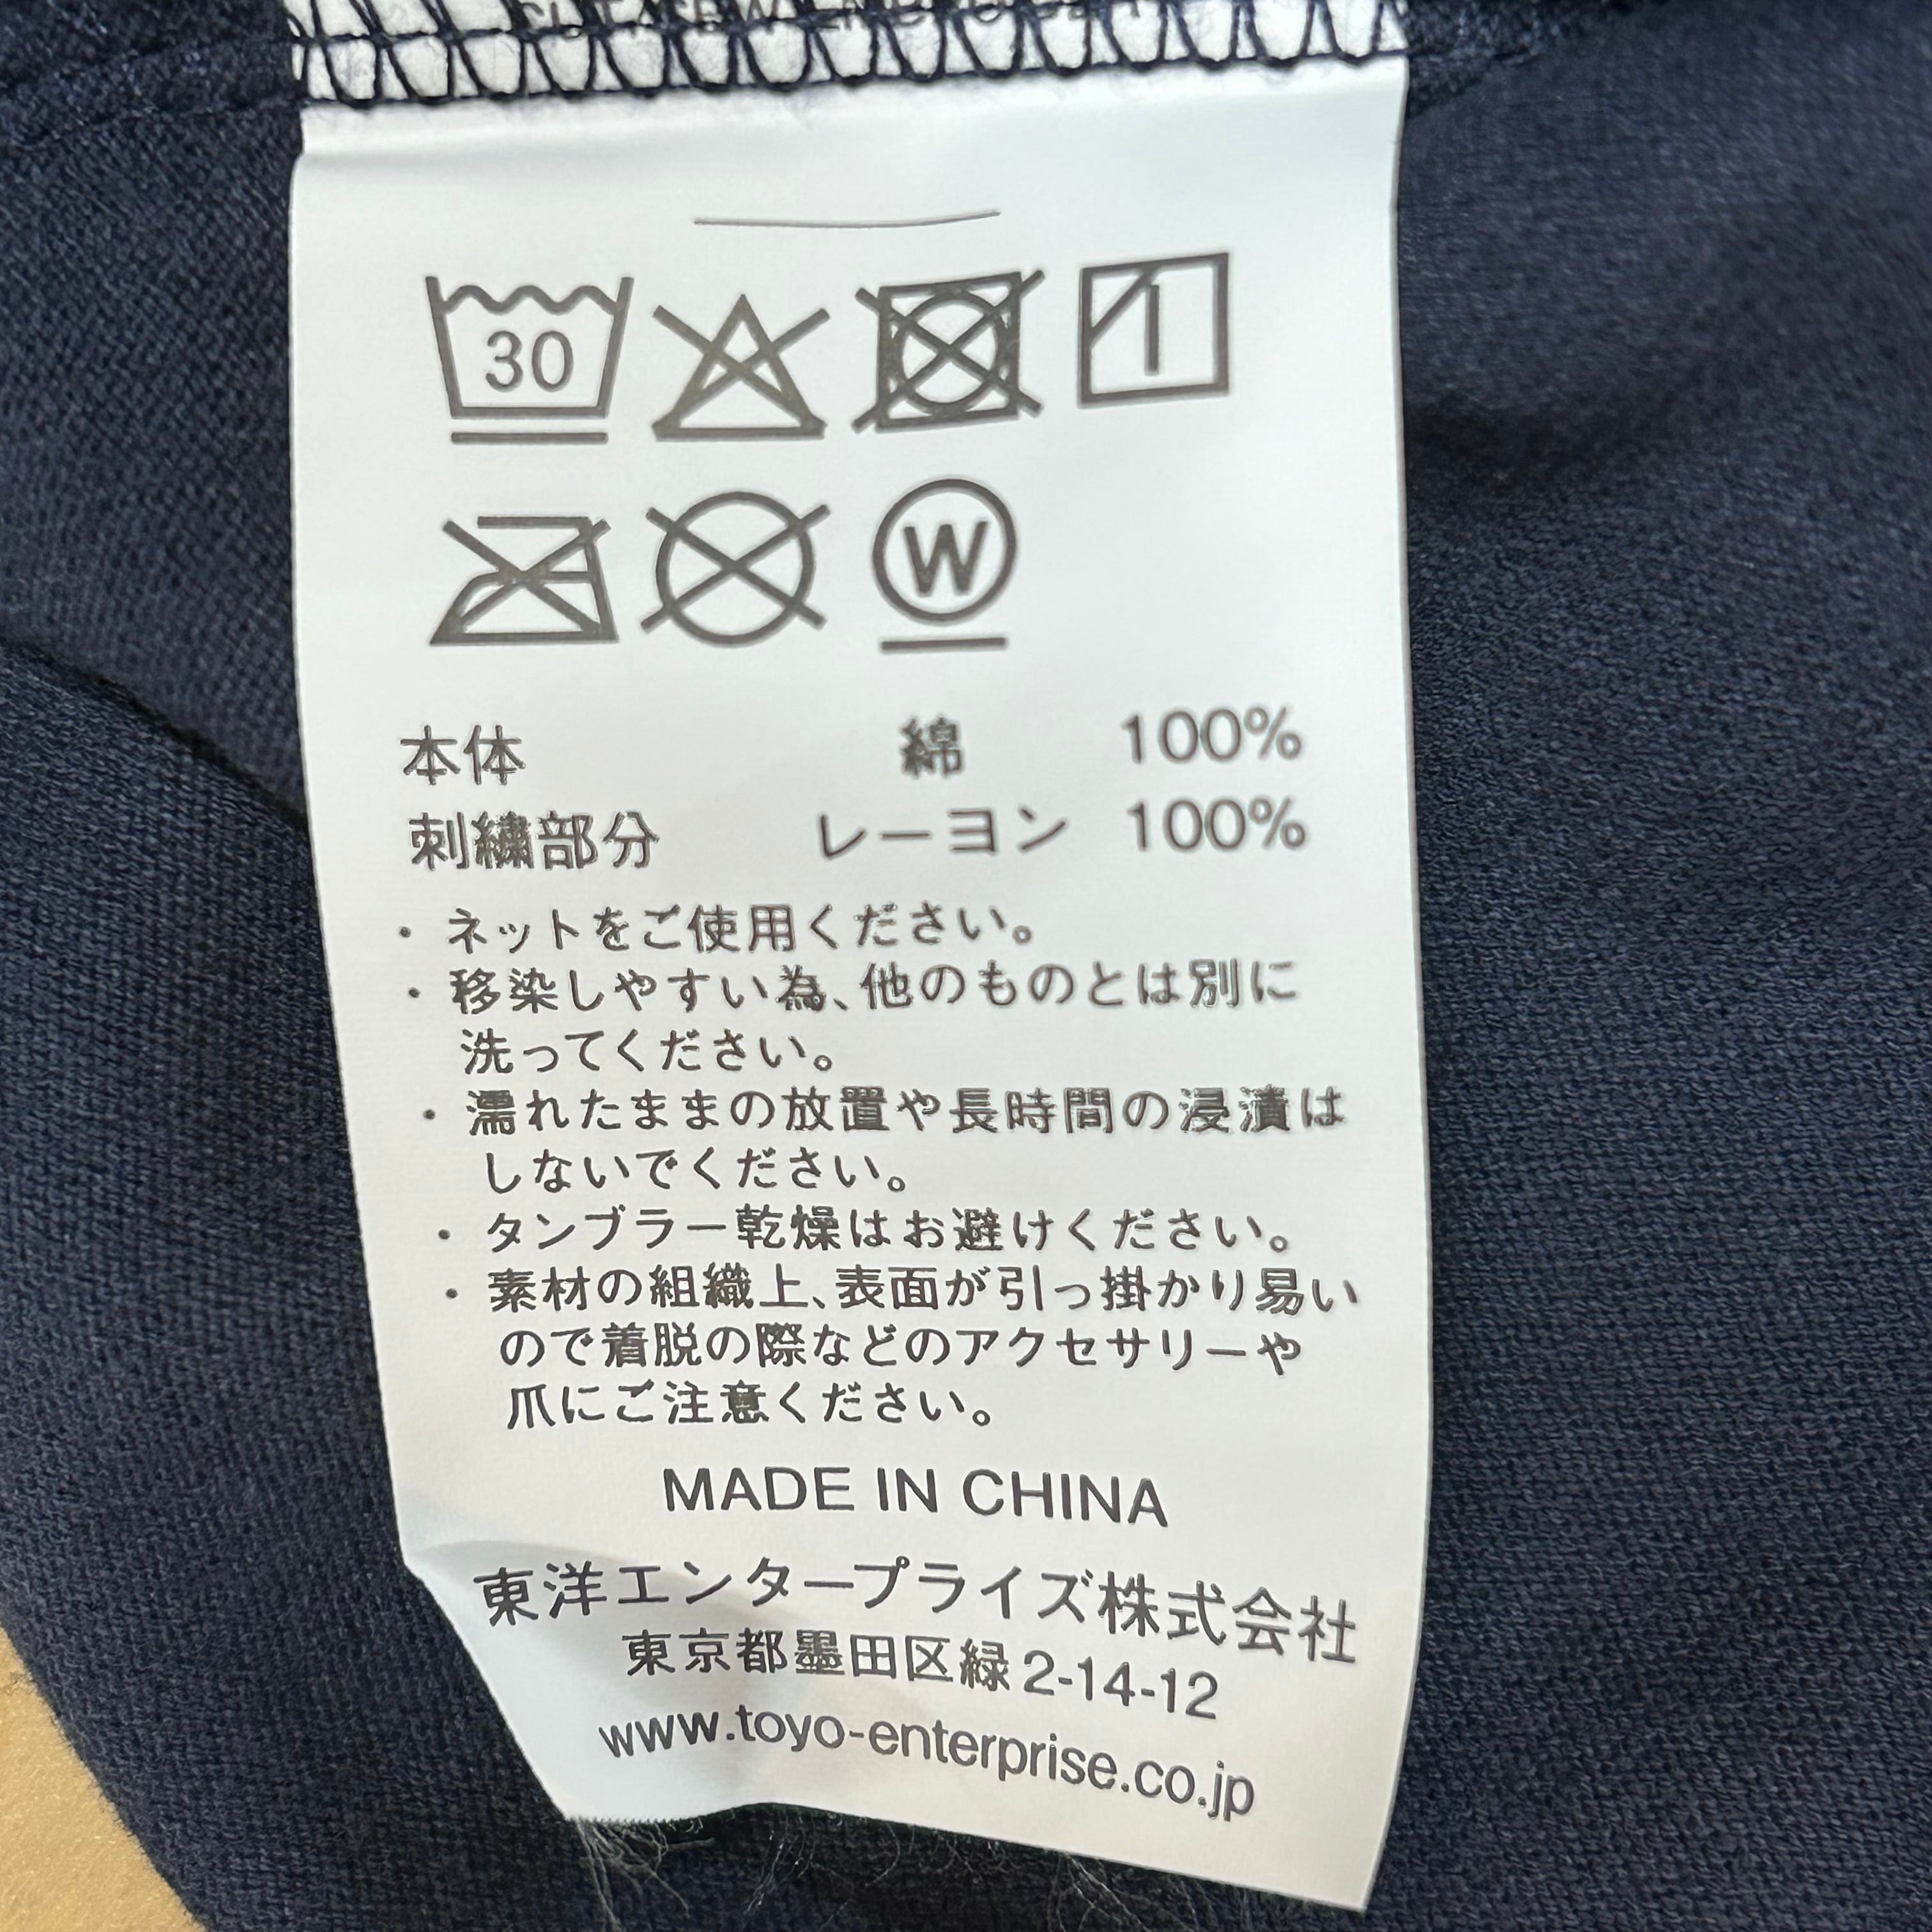 30
W
本体 綿 100%
刺繍部分 レーヨン 100%
・ネットをご使用ください。
・移染しやすい為、他のものとは別に
洗ってください。
・濡れたままの放置や長時間の浸漬は
しないでください。
・タンブラー乾燥はお避けください。
・素材の組織上、表面が引っ掛かり易い
ので着脱の際などのアクセサリーや
爪にご注意ください。
MADE IN CHINA
東洋エンタープライズ株式会社
東京都墨田区緑2-14-12
www.toyo-enterprise.co.jp